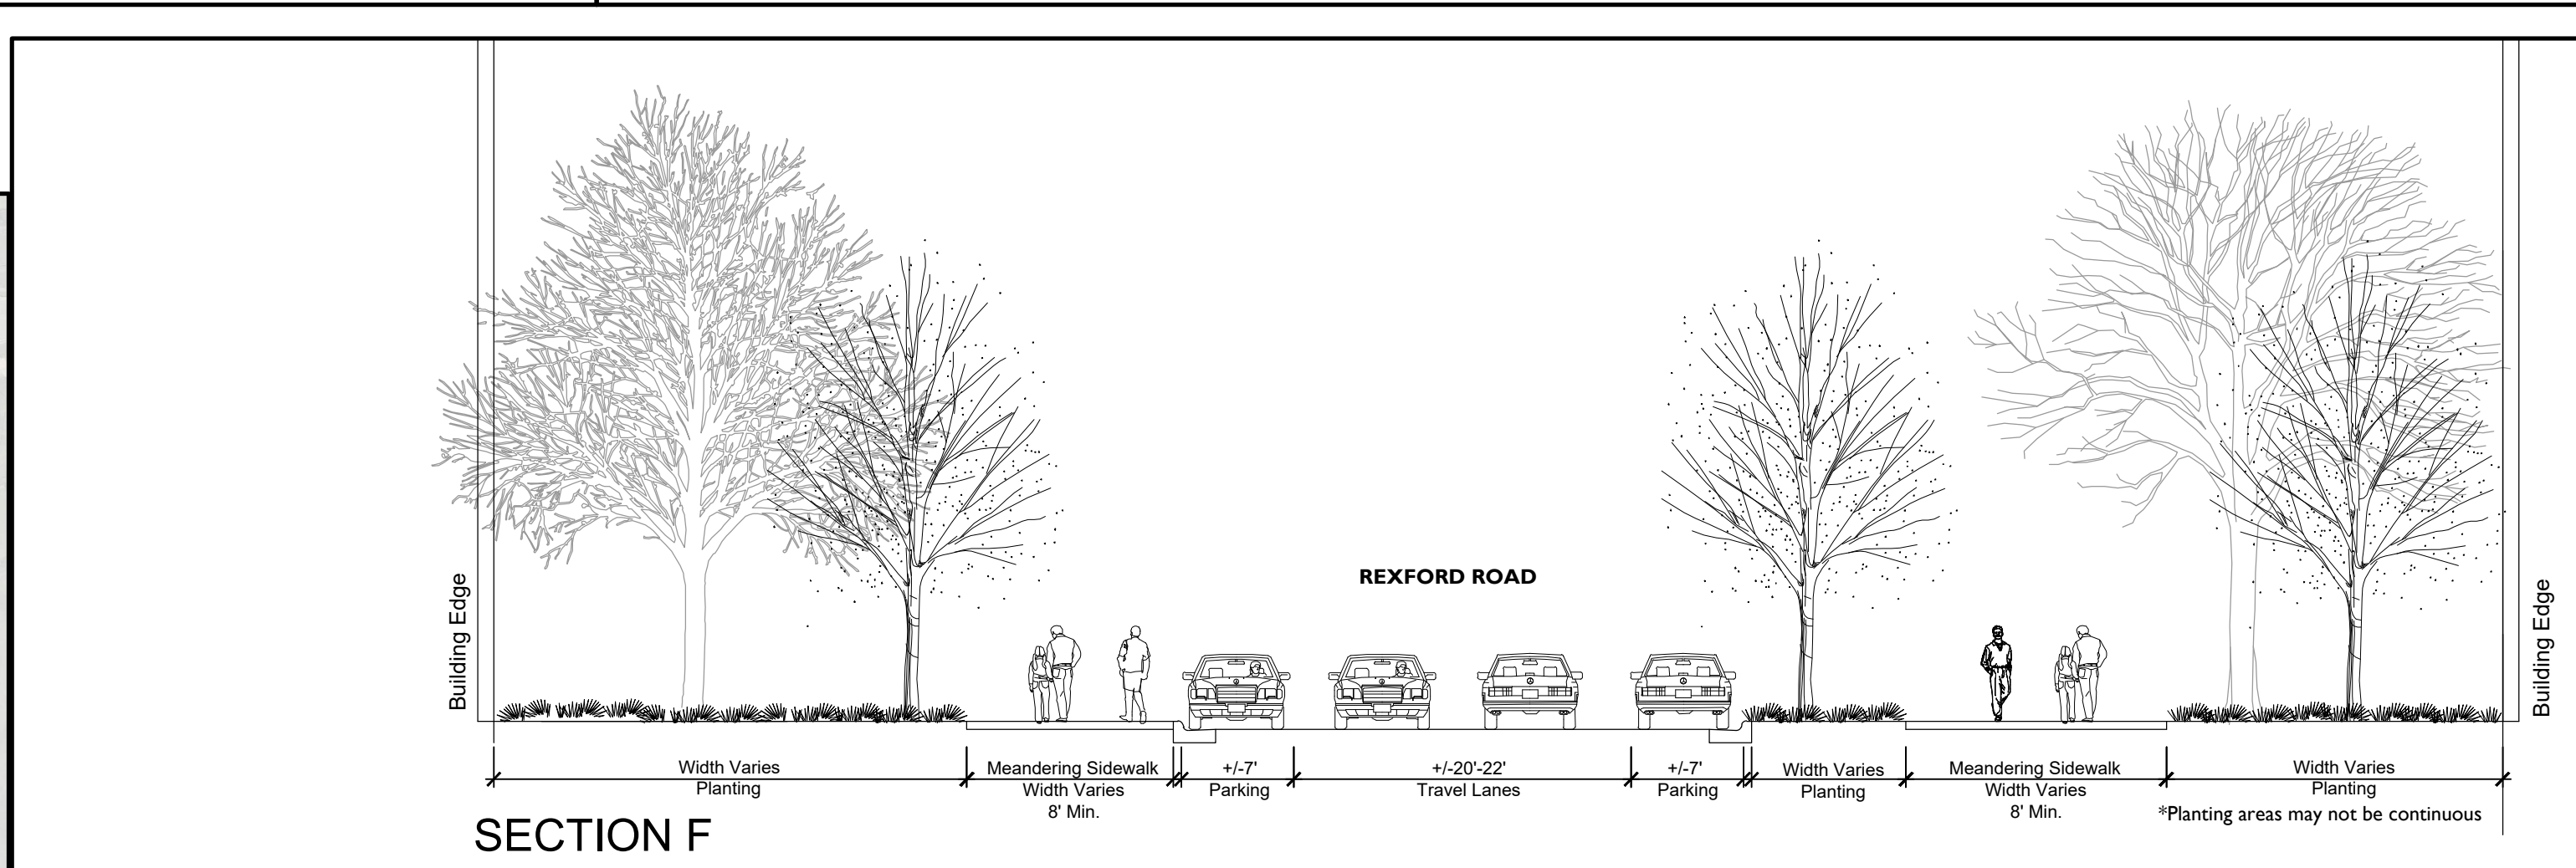 REXFORD ROAD
Building Edge
Building Edge
Width Varies
Planting
Meandering Sidewalk
Width Varies
8' Min.
+/-7'
Parking
+/-20'-22'
Travel Lanes
+/-7'
Parking
Width Varies
Planting
Meandering Sidewalk
Width Varies
8' Min.
Width Varies
Planting
*Planting areas may not be continuous
SECTION F